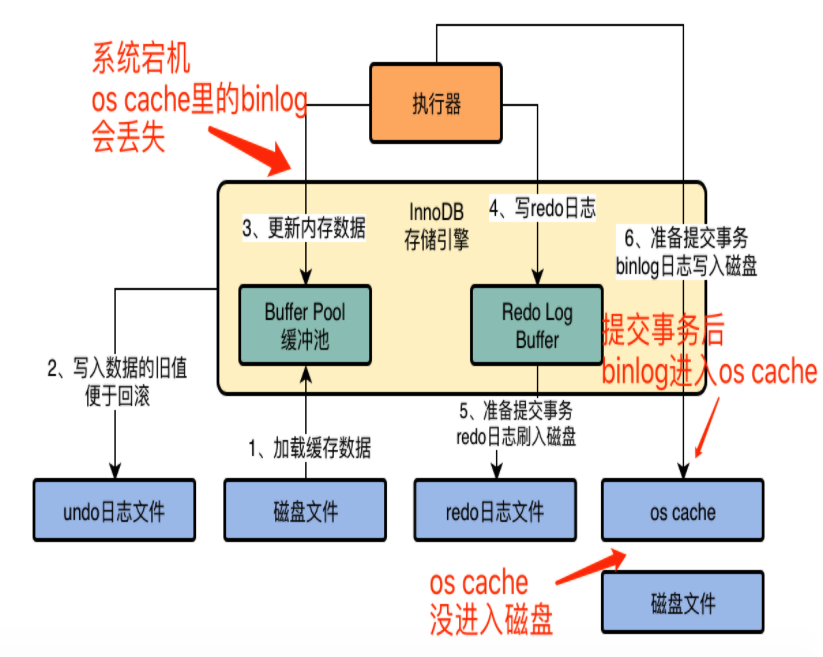 系统宕机
os cache里的binlog
会丢失
执行器
3、更新内存数据
InnoDB
存储引擎
4、写redo日志
6、准备提交事务
binlog日志写入磁盘
Buffer Pool
缓冲池
Redo Log
Buffer
提交事务后
binlog进入os cache
2、写入数据的旧值
便于回滚
1、加载缓存数据
5、准备提交事务
redo日志刷入磁盘
undo日志文件
磁盘文件
redo日志文件
os cache
os cache
没进入磁盘
磁盘文件